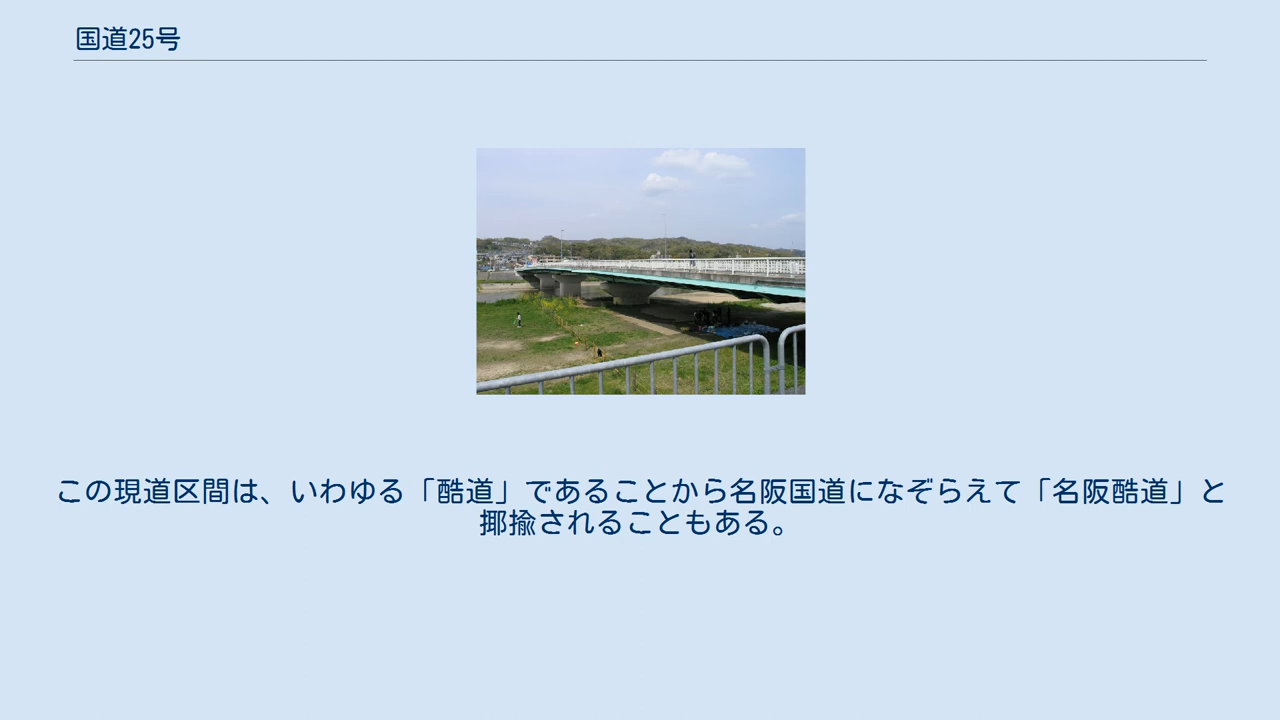 国道25号
この現道区間は、いわゆる「酷道」であることから名阪国道になぞらえて「名阪酷道」と
揶揄されることもある。